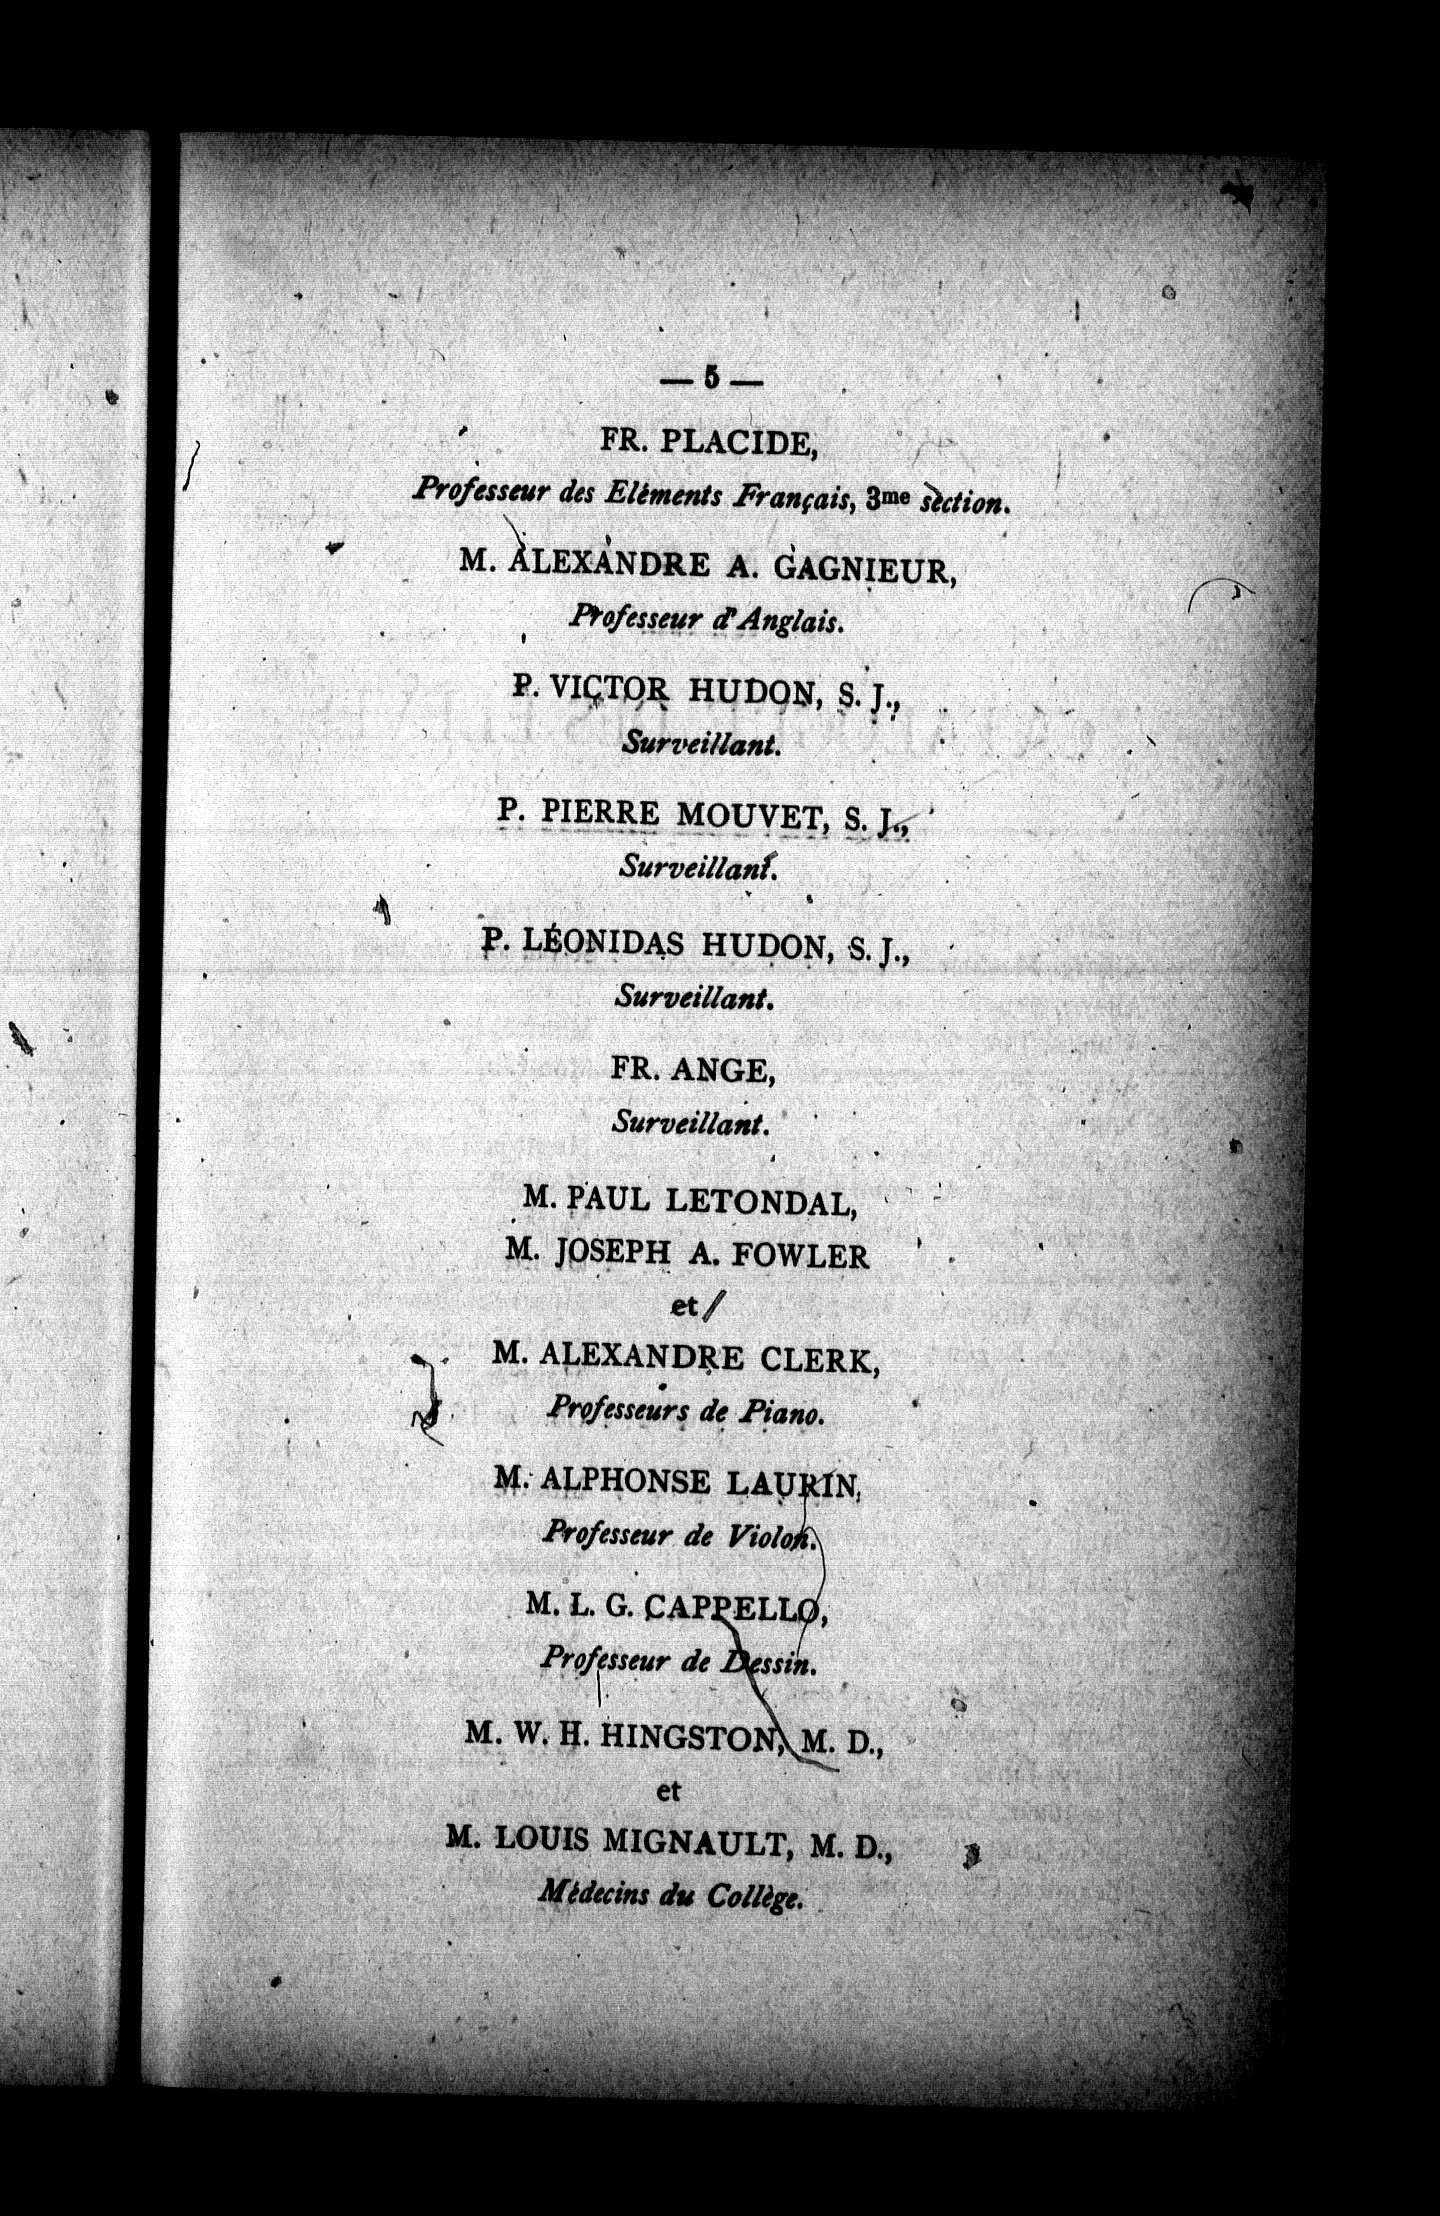 — 5 —
FR. PLACIDE,
Professeur des Eléments Français, 3me section.
M. ALEXANDRE A. GAGNIEUR,
Professeur d'Anglais.
P. VICTOR HUDON, S. J.,
Surveillant.
P. PIERRE MOUVET, S. J.,
Surveillant.
P. LÉONIDAS HUDON, S. J.,
Surveillant.
FR. ANGE,
Surveillant.
M. PAUL LETONDAL,
M. JOSEPH A. FOWLER
et
M. ALEXANDRE CLERK,
Professeurs de Piano.
M. ALPHONSE LAURIN,
Professeur de Violon.
M. L. G. CAPPELLO,
Professeur de Dessin.
M. W. H. HINGSTON, M. D.,
et
M. LOUIS MIGNAULT, M. D.,
Médecins du Collège.